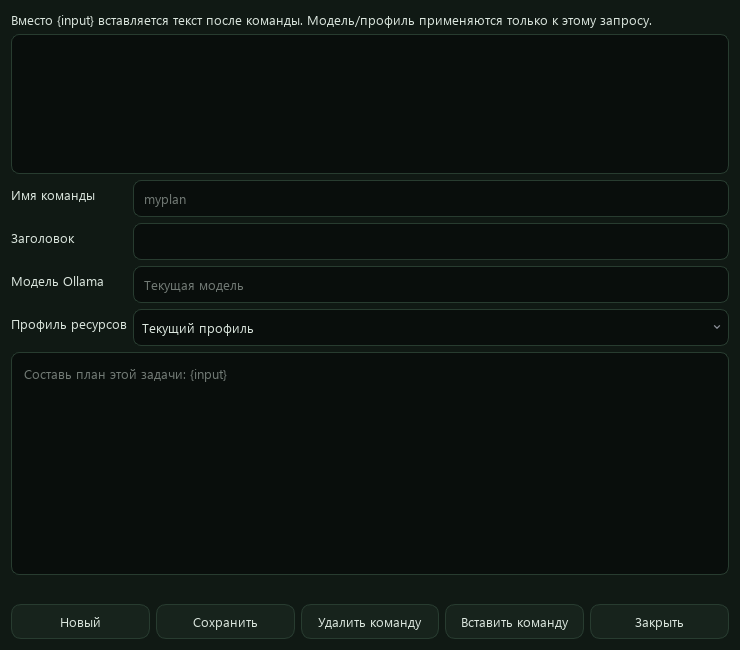 Вместо {input} вставляется текст после команды. Модель/профиль применяются только к этому запросу.
Имя команды
myplan
Заголовок
Модель Ollama
Текущая модель
Профиль ресурсов
Текущий профиль
Составь план этой задачи: {input}
Новый
Сохранить
Удалить команду
Вставить команду
Закрыть